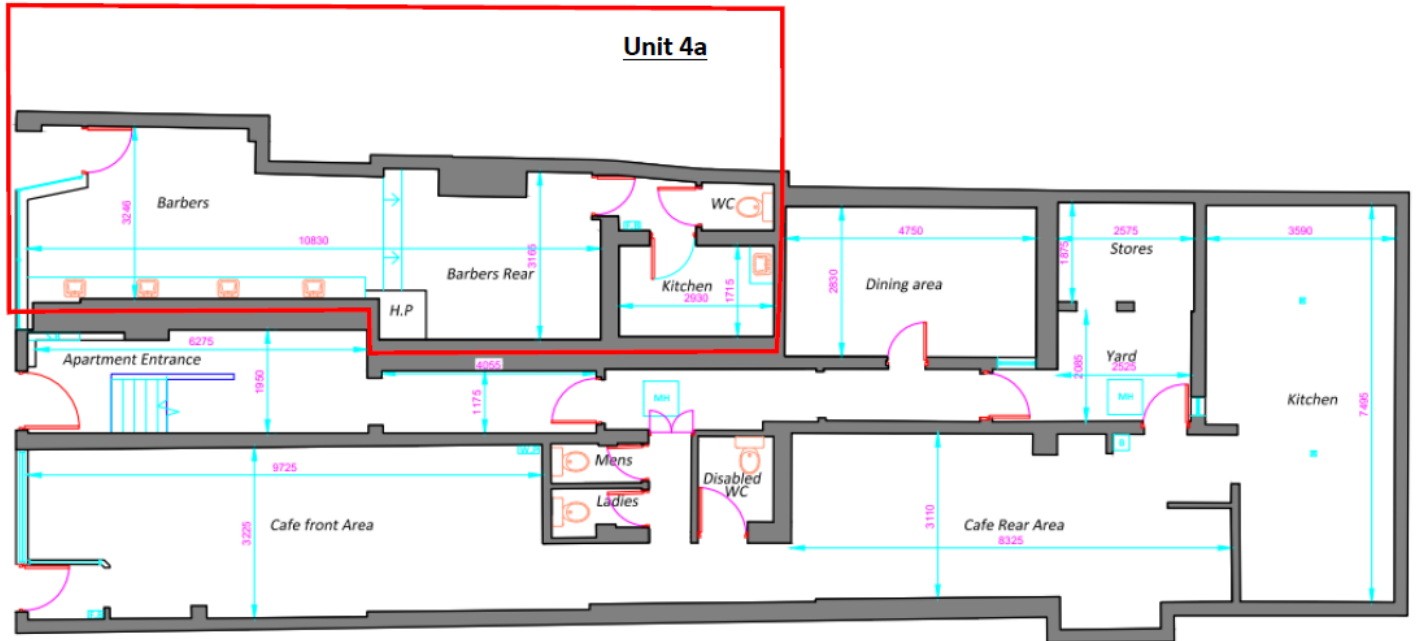 Unit 4a
Barbers
3246
10830
Barbers Rear
3165
H.P
WC
Kitchen
2930
1715
4750
2830
Dining area
2575
1875
Stores
3590
Apartment Entrance
6275
1950
4055
1175
MH
2085
Yard
2525
MH
Kitchen
7495
9725
Cafe front Area
3225
Mens
Ladies
Disabled
WC
B
3110
Cafe Rear Area
8325